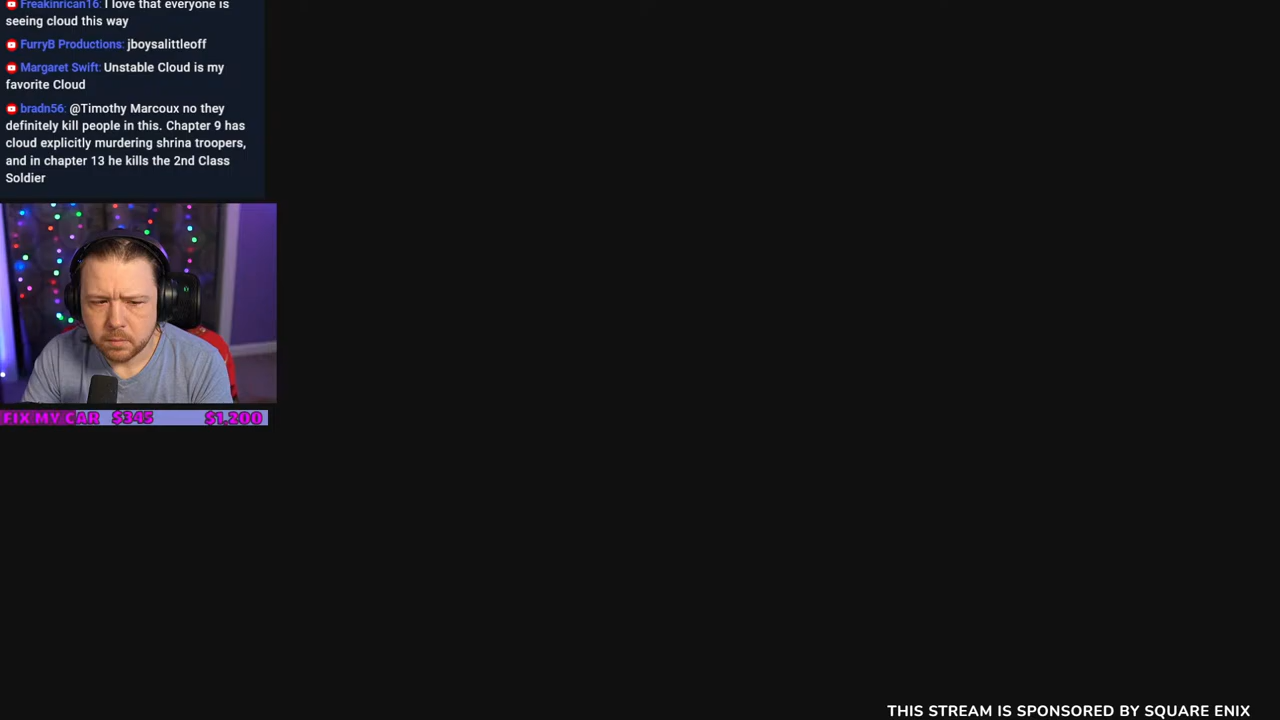 Freakinrican16: I love that everyone is
seeing cloud this way
FurryB Productions: jboysalittleoff
Margaret Swift: Unstable Cloud is my
favorite Cloud
bradn56: @Timothy Marcoux no they
definitely kill people in this. Chapter 9 has
cloud explicitly murdering shrina troopers,
and in chapter 13 he kills the 2nd Class
Soldier
FIX MY CAR $345 $1,200
THIS STREAM IS SPONSORED BY SQUARE ENIX